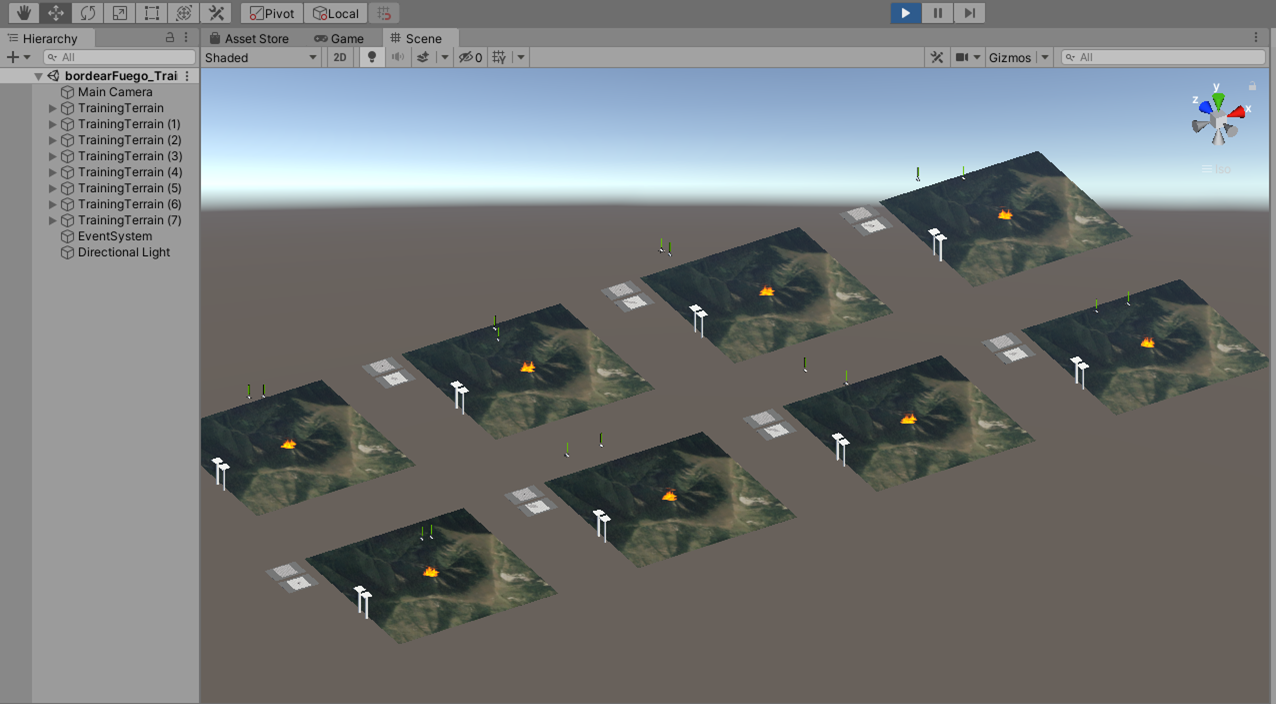 Pivot Local
Hierarchy Asset Store Game Scene
All Shaded 2D 0 Gizmos All
bordearFuego_Trai
Main Camera
TrainingTerrain
TrainingTerrain (1)
TrainingTerrain (2)
TrainingTerrain (3)
TrainingTerrain (4)
TrainingTerrain (5)
TrainingTerrain (6)
TrainingTerrain (7)
EventSystem
Directional Light
y
z x
Iso